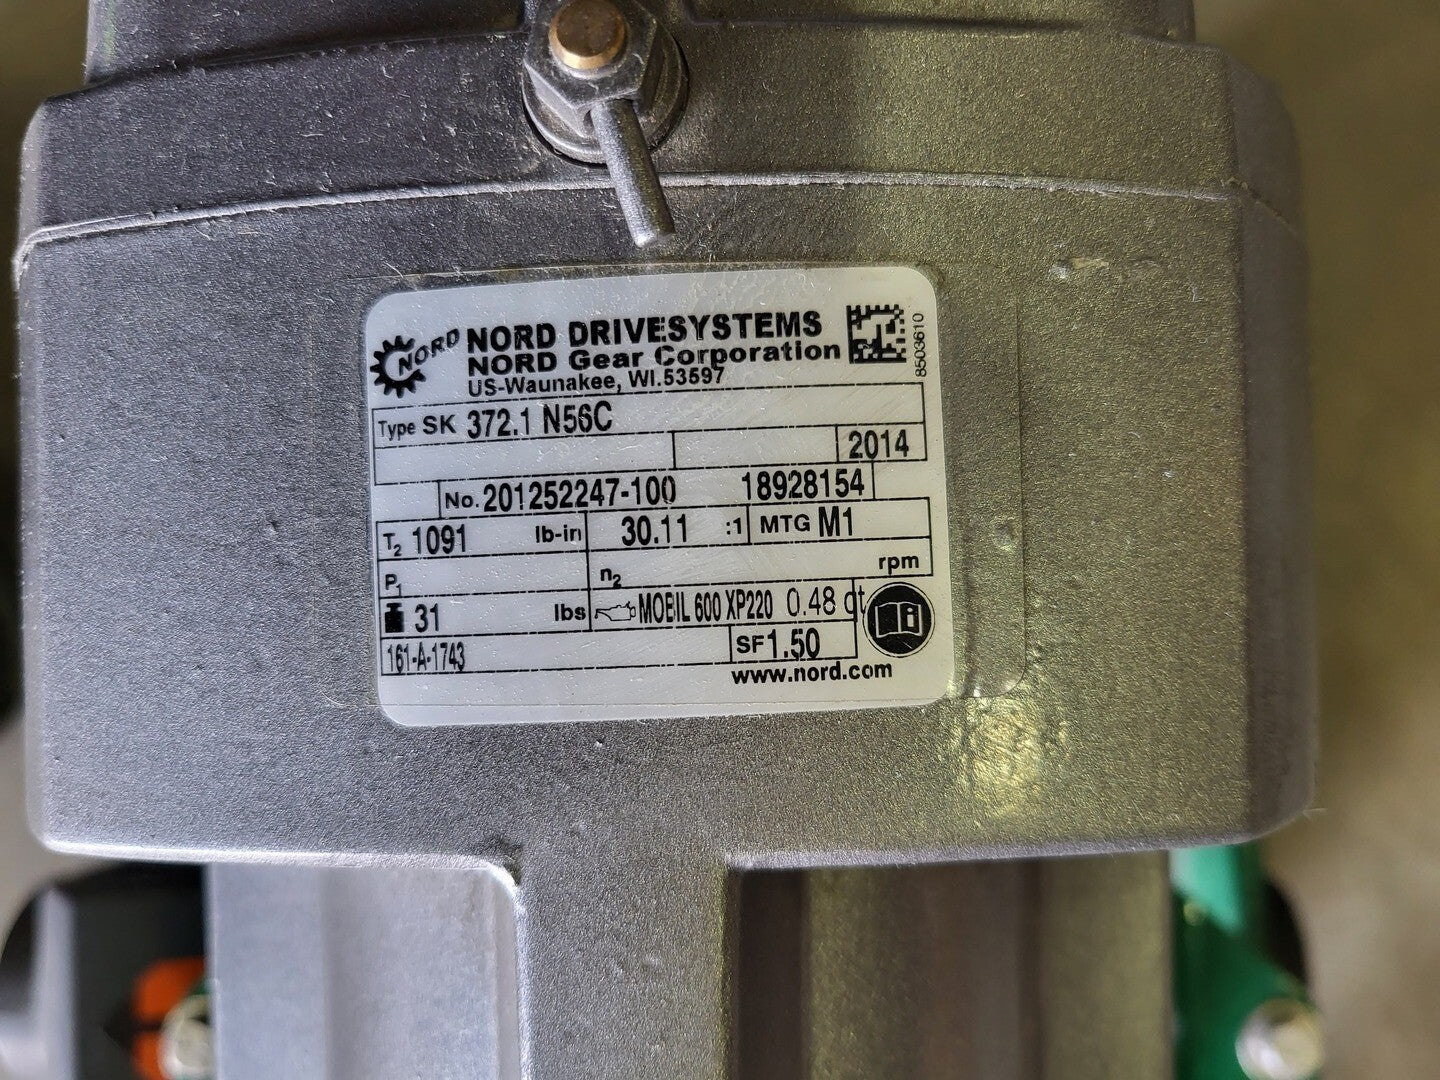 NORD
NORD DRIVESYSTEMS
NORD Gear Corporation
US-Waunakee, WI.53597
8503610
Type SK 372.1 N56C
2014
No. 201252247-100 18928154
T2 1091 lb-in 30.11 :1 MTG M1
P1 n2 rpm
31 lbs MOBIL 600 XP220 0.48 qt
161-A-1743 SF 1.50
www.nord.com